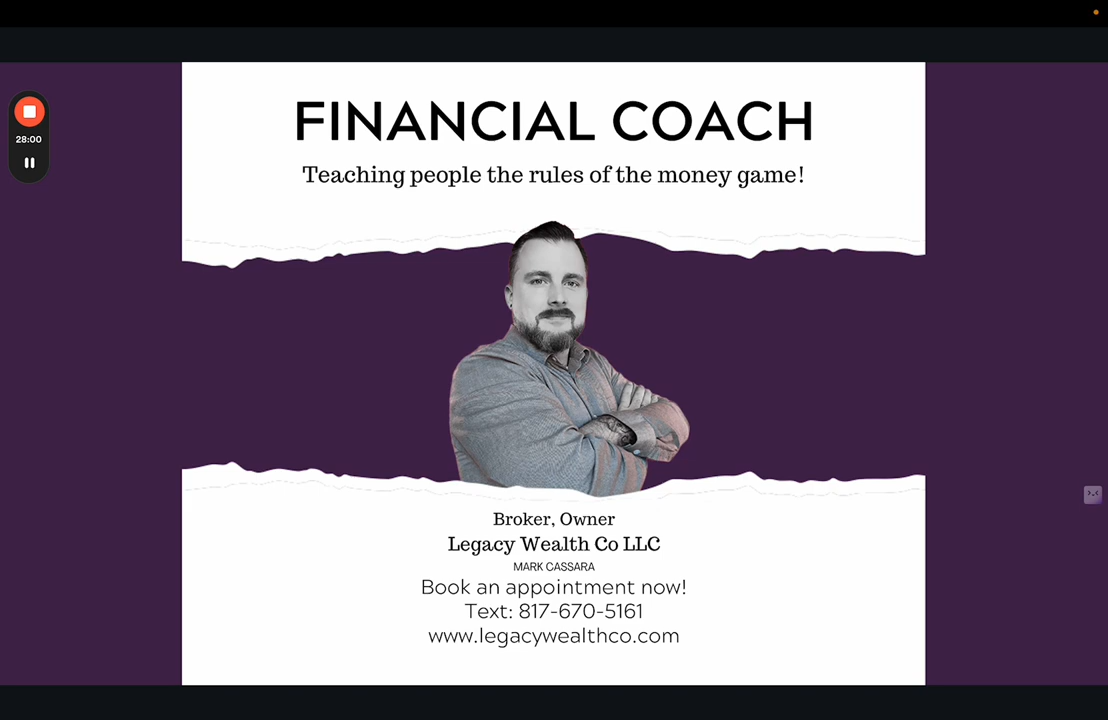 FINANCIAL COACH
Teaching people the rules of the money game!
28:00
Broker, Owner
Legacy Wealth Co LLC
MARK CASSARA
Book an appointment now!
Text: 817-670-5161
www.legacywealthco.com